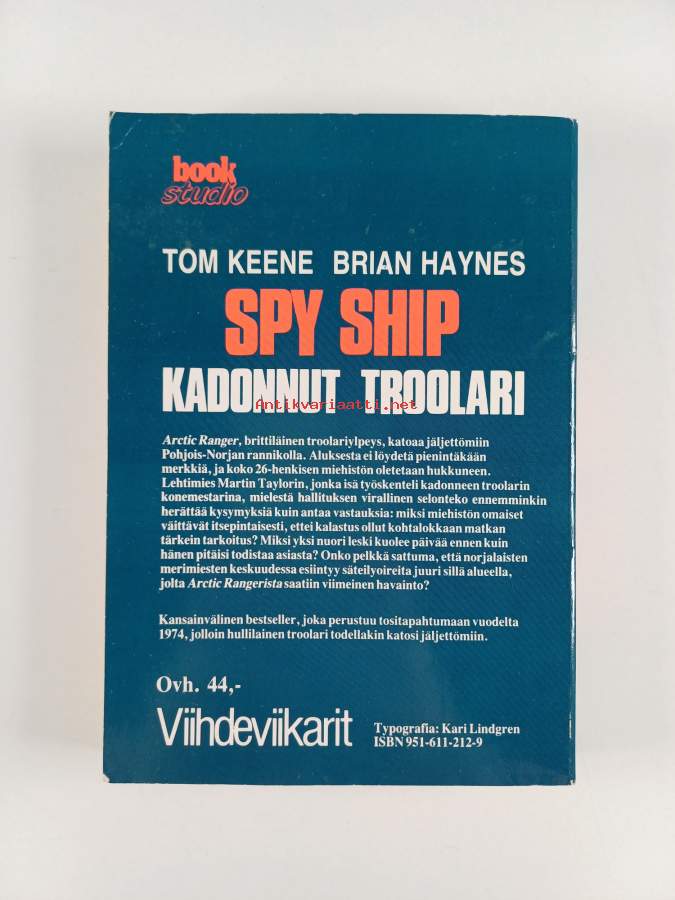 book
studio
TOM KEENE BRIAN HAYNES
SPY SHIP
KADONNUT TROOLARI
Antikvariaatti.net
Arctic Ranger, brittiläinen troolariylpeys, katoaa jäljettömiin
Pohjois-Norjan rannikolla. Aluksesta ei löydetä pienintäkään
merkkiä, ja koko 26-henkisen miehistön oletetaan hukkuneen.
Lehtimies Martin Taylorin, jonka isä työskenteli kadonneen troolarin
konemestarina, mielestä hallituksen virallinen selonteko ennemminkin
herättää kysymyksiä kuin antaa vastauksia: miksi miehistön omaiset
väittävät itsepintaisesti, ettei kalastus ollut kohtalokkaan matkan
tärkein tarkoitus? Miksi yksi nuori leski kuolee päivää ennen kuin
hänen pitäisi todistaa asiasta? Onko pelkkä sattuma, että norjalaisten
merimiesten keskuudessa esiintyy säteilyoireita juuri sillä alueella,
jolta Arctic Rangerista saatiin viimeinen havainto?
Kansainvälinen bestseller, joka perustuu tositapahtumaan vuodelta
1974, jolloin hullilainen troolari todellakin katosi jäljettömiin.
Ovh. 44,-
Viihdeviikarit
Typografia: Kari Lindgren
ISBN 951-611-212-9